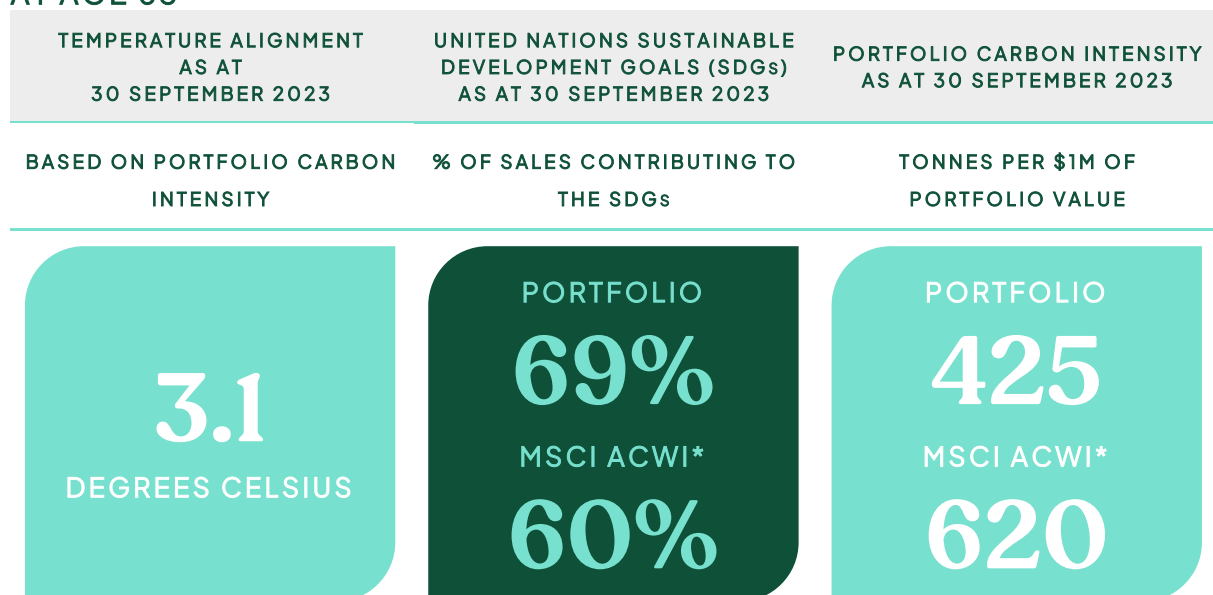 TEMPERATURE ALIGNMENT
AS AT
30 SEPTEMBER 2023
UNITED NATIONS SUSTAINABLE
DEVELOPMENT GOALS (SDGs)
AS AT 30 SEPTEMBER 2023
PORTFOLIO CARBON INTENSITY
AS AT 30 SEPTEMBER 2023
BASED ON PORTFOLIO CARBON
INTENSITY
% OF SALES CONTRIBUTING TO
THE SDGs
TONNES PER $1M OF
PORTFOLIO VALUE
3.1
DEGREES CELSIUS
PORTFOLIO
69%
MSCI ACWI*
60%
PORTFOLIO
425
MSCI ACWI*
620